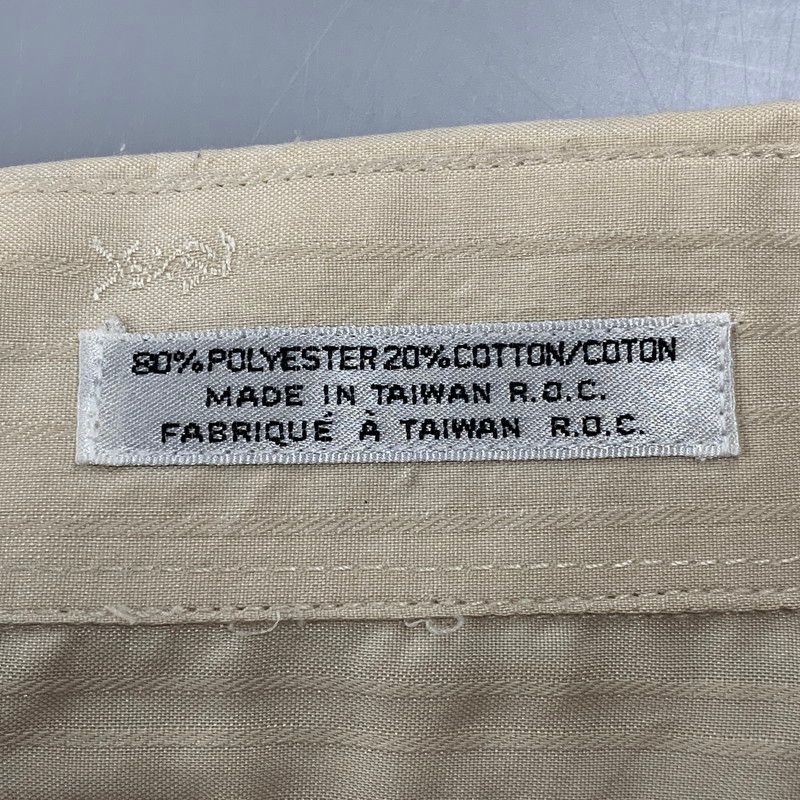 80% POLYESTER 20% COTTON/COTON
MADE IN TAIWAN R.O.C.
FABRIQUÉ À TAIWAN R.O.C.